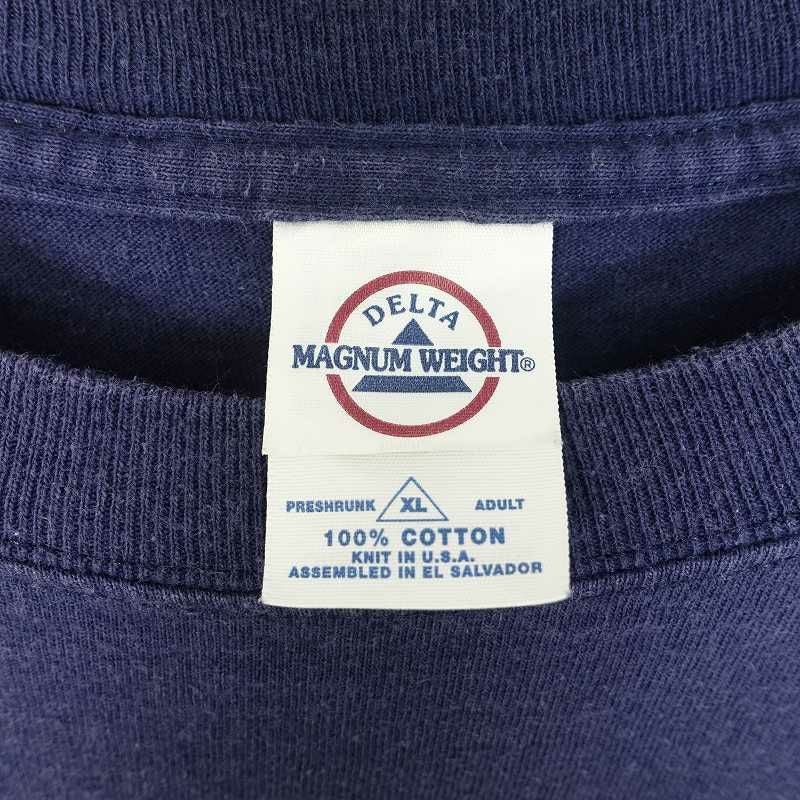 DELTA
MAGNUM WEIGHT®
PRESHRUNK XL ADULT
100% COTTON
KNIT IN U.S.A.
ASSEMBLED IN EL SALVADOR